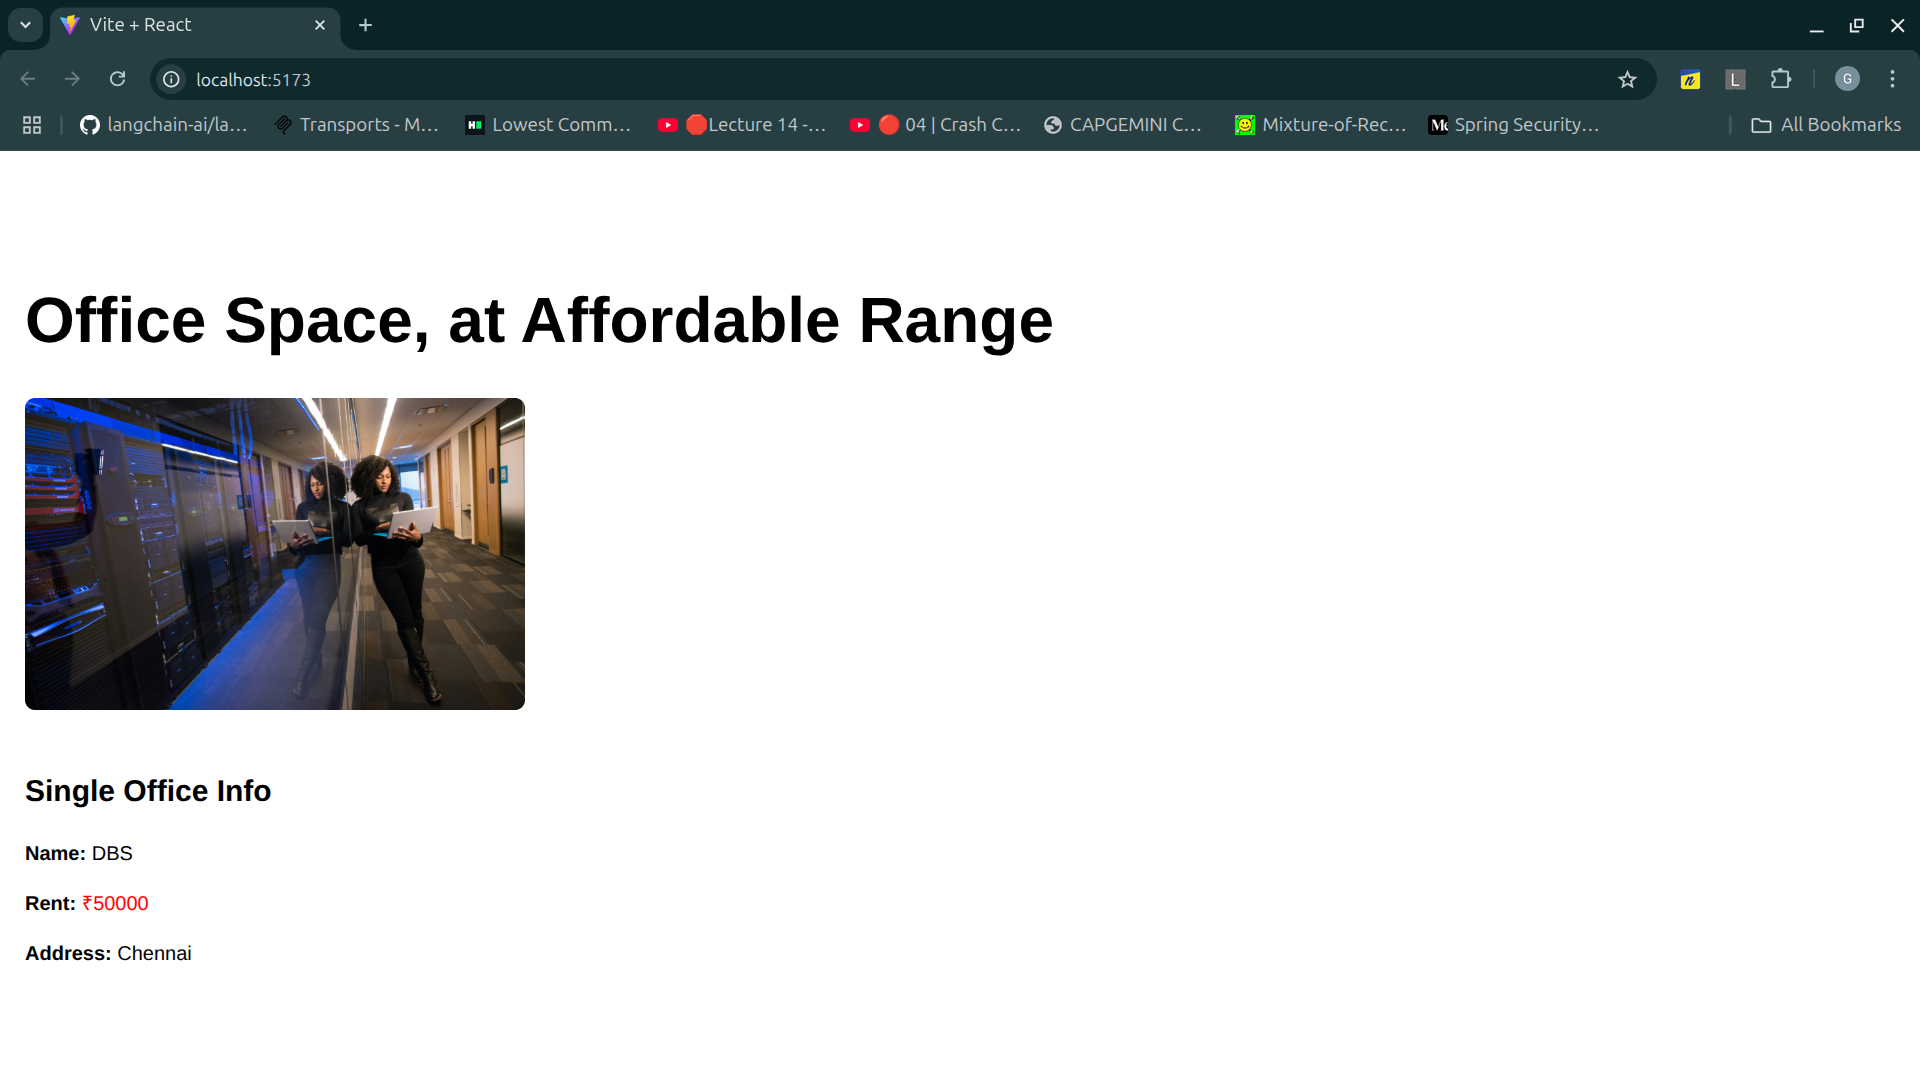 Vite + React
localhost:5173
L
G
langchain-ai/la...
Transports - M...
Lowest Comm...
Lecture 14 -...
04 | Crash C...
CAPGEMINI C...
Mixture-of-Rec...
Spring Security...
All Bookmarks
Office Space, at Affordable Range
Single Office Info
Name: DBS
Rent: ₹50000
Address: Chennai